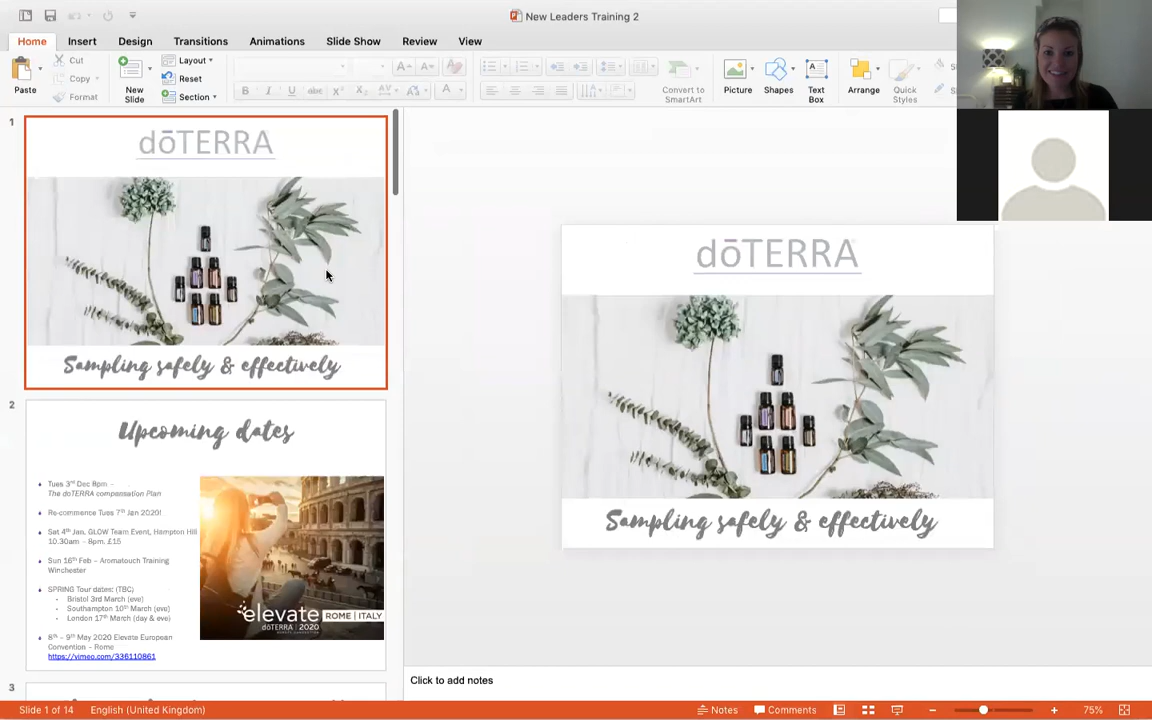 New Leaders Training 2
Home Insert Design Transitions Animations Slide Show Review View
Paste
Cut
Copy
Format
New
Slide
Layout
Reset
Section
B I U abc X² X₂ AV Aa A
Convert to
SmartArt
Picture
Shapes
Text
Box
Arrange
Quick
Styles
1
dōTERRA
Sampling safely & effectively
2
Upcoming dates
Tues 3rd Dec 8pm –
The doTERRA compensation Plan
Re-commence Tues 7th Jan 2020!
Sat 4th Jan, GLOW Team Event, Hampton Hill
10.30am – 8pm, £15
Sun 16th Feb – Aromatouch Training
Winchester
SPRING Tour dates: (TBC)
Bristol 3rd March (eve)
Southampton 10th March (eve)
London 17th March (day & eve)
8th – 9th May 2020 Elevate European
Convention – Rome
https://vimeo.com/336110861
elevate ROME | ITALY
dōTERRA | 2020
3
dōTERRA
Sampling safely & effectively
Click to add notes
Slide 1 of 14 English (United Kingdom) Notes Comments 75%